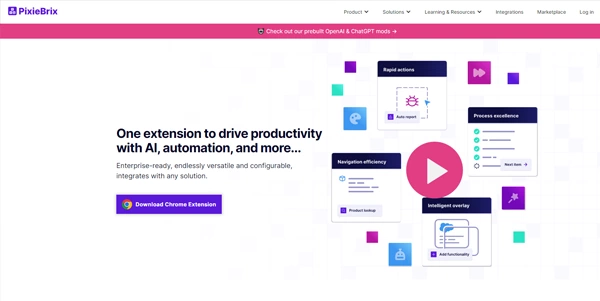 PixieBrix
Product Solutions Learning & Resources Integrations Marketplace Log in
Check out our prebuilt OpenAI & ChatGPT mods →
One extension to drive productivity
with AI, automation, and more...
Enterprise-ready, endlessly versatile and configurable,
integrates with any solution.
Download Chrome Extension
Rapid actions
Auto report
Process excellence
Next item >
Navigation efficiency
Product lookup
Intelligent overlay
Add functionality